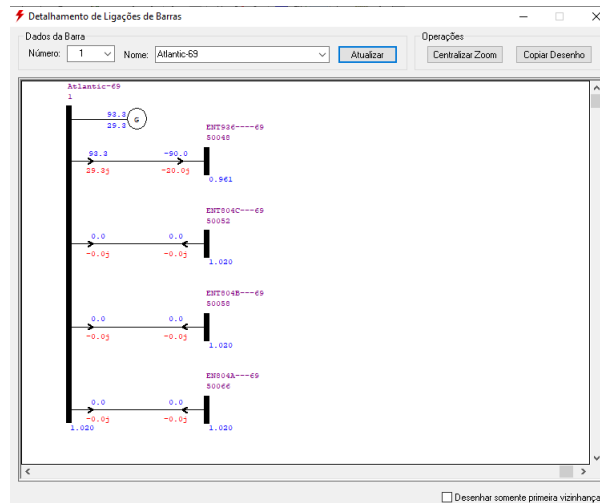 Detalhamento de Ligações de Barras
Dados da Barra
Número: 1 Nome: Atlantic-69 Atualizar
Operações
Centralizar Zoom Copiar Desenho
Atlantic-69
1
93.3
29.3
G
ENT936----69
50048
93.3 -90.0
29.3j -20.0j
0.961
ENT804C---69
50052
0.0 0.0
-0.0j -0.0j
1.020
ENT804B---69
50058
0.0 0.0
-0.0j -0.0j
1.020
EN804A---69
50066
0.0 0.0
-0.0j -0.0j
1.020 1.020
Desenhar somente primeira vizinhança